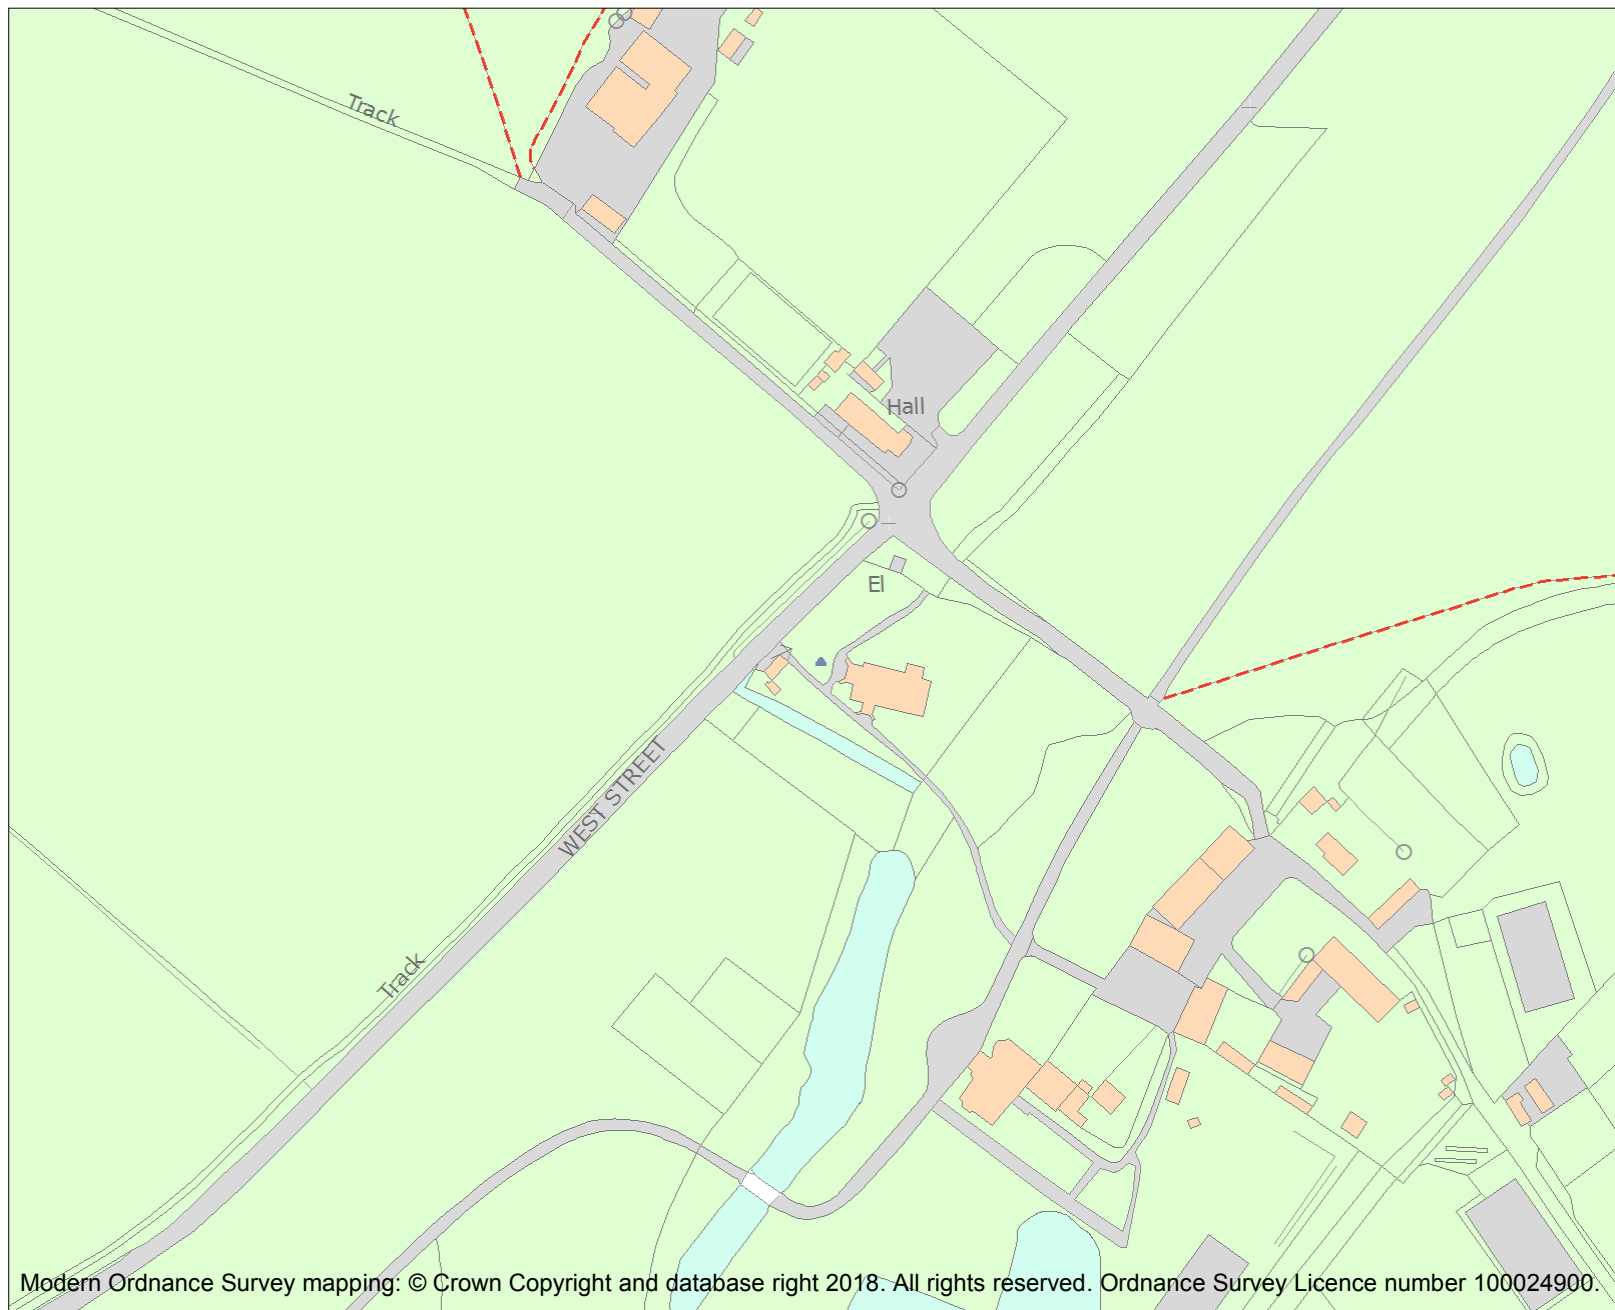 Track
Hall
El
WEST STREET
Track
Modern Ordnance Survey mapping: © Crown Copyright and database right 2018. All rights reserved. Ordnance Survey Licence number 100024900.